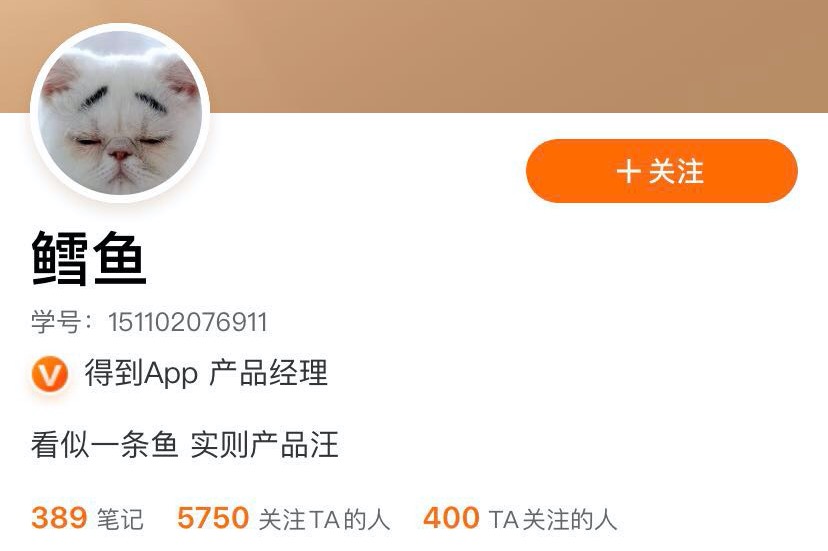 ＋关注
鳕鱼
学号：151102076911
得到App 产品经理
看似一条鱼 实则产品汪
389 笔记 5750 关注TA的人 400 TA关注的人